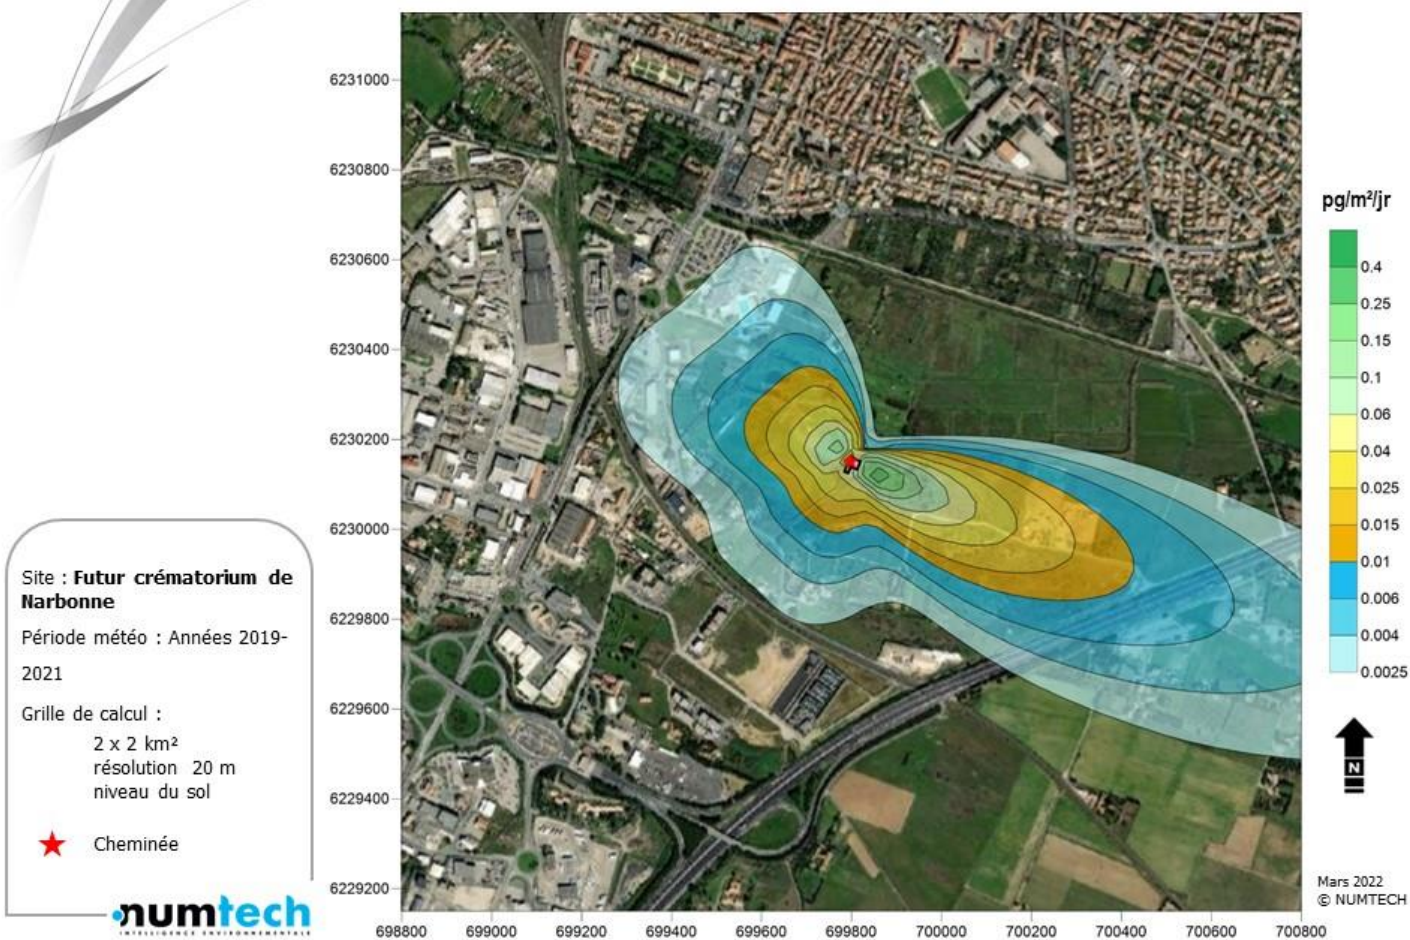 6231000
6230800
6230600
6230400
6230200
6230000
6229800
6229600
6229400
6229200
698800 699000 699200 699400 699600 699800 700000 700200 700400 700600 700800
pg/m²/jr
0.4
0.25
0.15
0.1
0.06
0.04
0.025
0.015
0.01
0.006
0.004
0.0025
N
Site : Futur crématorium de
Narbonne
Période météo : Années 2019-
2021
Grille de calcul :
2 x 2 km²
résolution 20 m
niveau du sol
Cheminée
numtech
INTELLIGENCE ENVIRONNEMENTALE
Mars 2022
© NUMTECH